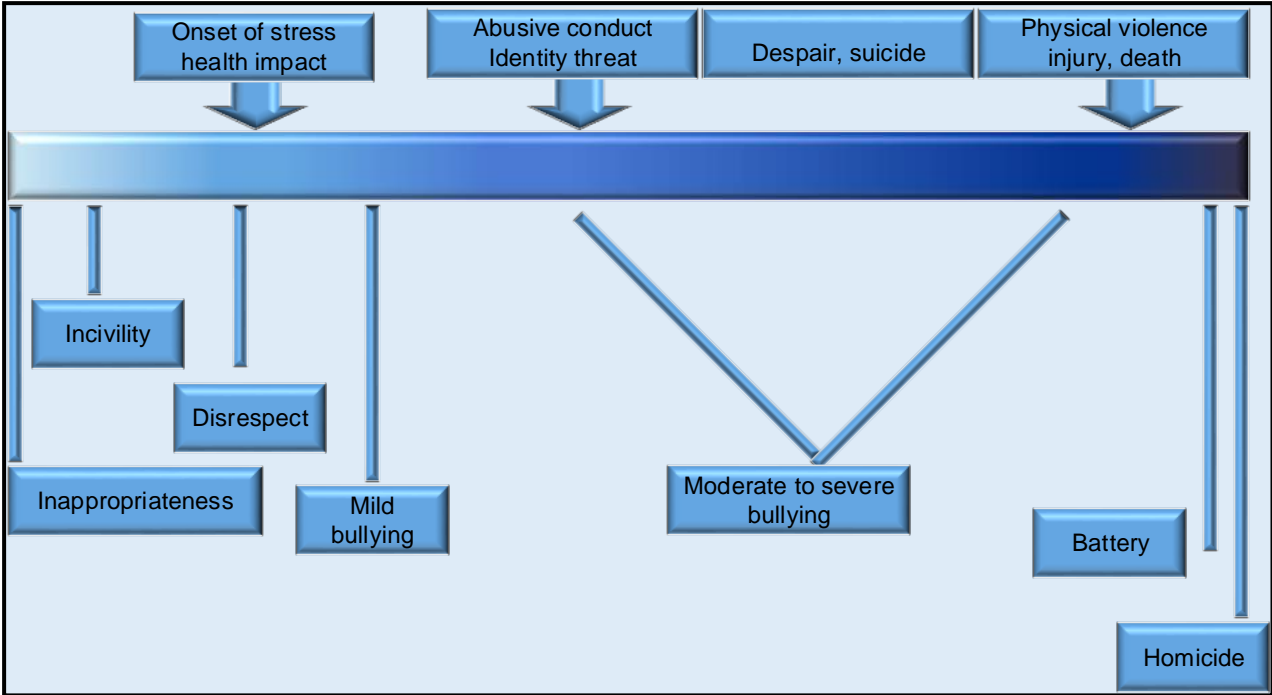 Onset of stress
health impact
Abusive conduct
Identity threat
Despair, suicide
Physical violence
injury, death
Incivility
Disrespect
Inappropriateness
Mild
bullying
Moderate to severe
bullying
Battery
Homicide